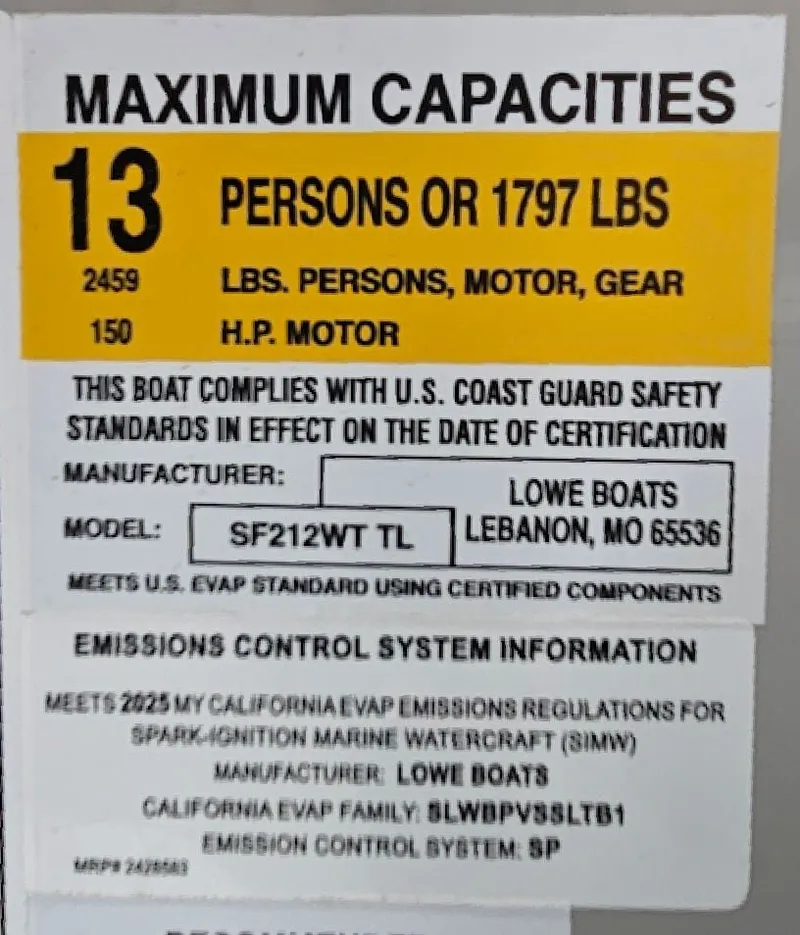 MAXIMUM CAPACITIES
13 PERSONS OR 1797 LBS
2459 LBS. PERSONS, MOTOR, GEAR
150 H.P. MOTOR
THIS BOAT COMPLIES WITH U.S. COAST GUARD SAFETY
STANDARDS IN EFFECT ON THE DATE OF CERTIFICATION
MANUFACTURER: LOWE BOATS
MODEL: SF212WT TL LEBANON, MO 65536
MEETS U.S. EVAP STANDARD USING CERTIFIED COMPONENTS
EMISSIONS CONTROL SYSTEM INFORMATION
MEETS 2025 MY CALIFORNIA EVAP EMISSIONS REGULATIONS FOR
SPARK-IGNITION MARINE WATERCRAFT (SIMW)
MANUFACTURER: LOWE BOATS
CALIFORNIA EVAP FAMILY: SLWBPVSSLTB1
EMISSION CONTROL SYSTEM: SP
MRP#